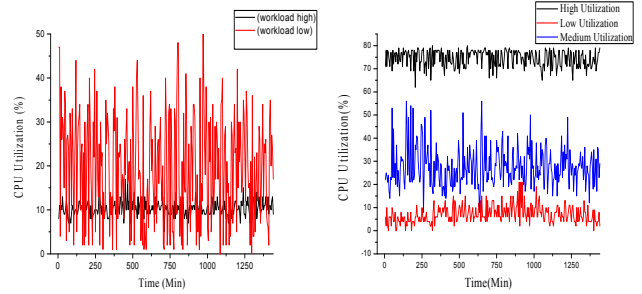 (workload high)
(workload low)
CPU Utilization (%)
50
40
30
20
10
0
0 250 500 750 1000 1250
Time (Min)
High Utilization
Low Utilization
Medium Utilization
CPU Utilization(%)
80
70
60
50
40
30
20
10
0
-10
0 250 500 750 1000 1250
Time(Min)